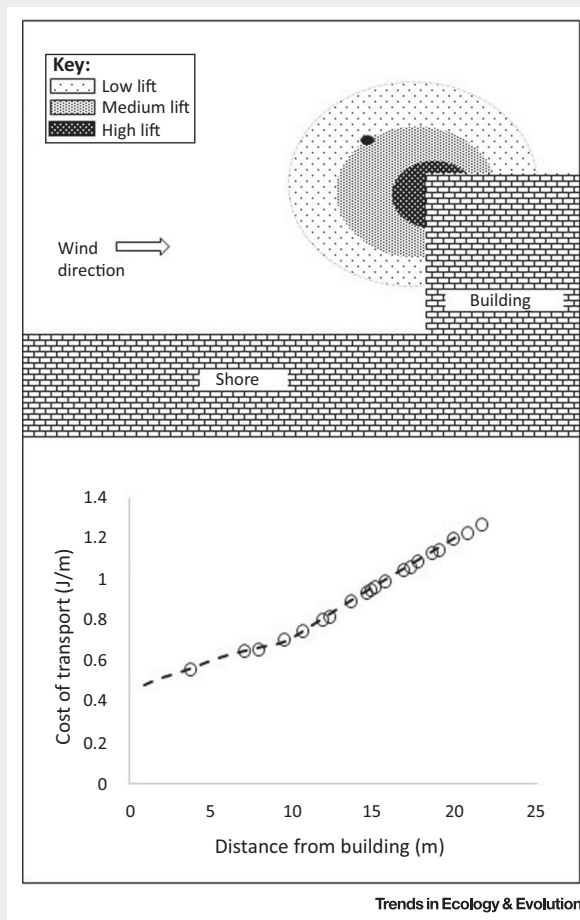 Key:
Low lift
Medium lift
High lift
Wind
direction
Building
Shore
1.4
1.2
1
0.8
0.6
0.4
0.2
0
Cost of transport (J/m)
0 5 10 15 20 25
Distance from building (m)
Trends in Ecology & Evolution